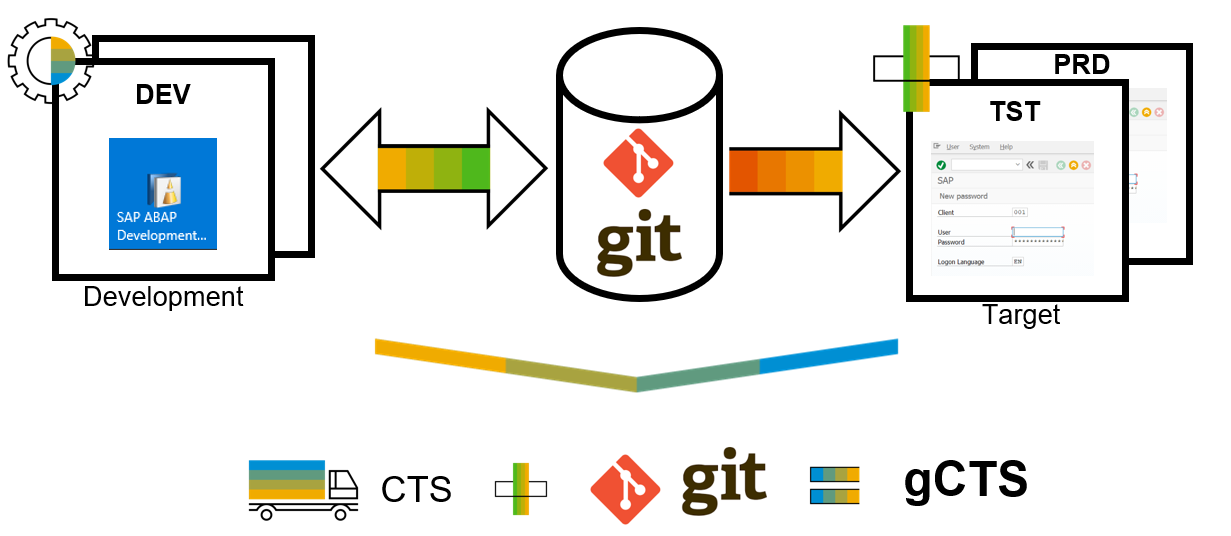 DEV
SAP ABAP
Development...
Development
git
PRD
TST
User System Help
SAP
New password
Client 001
User
Password ************
Logon Language EN
Target
CTS
git
gCTS